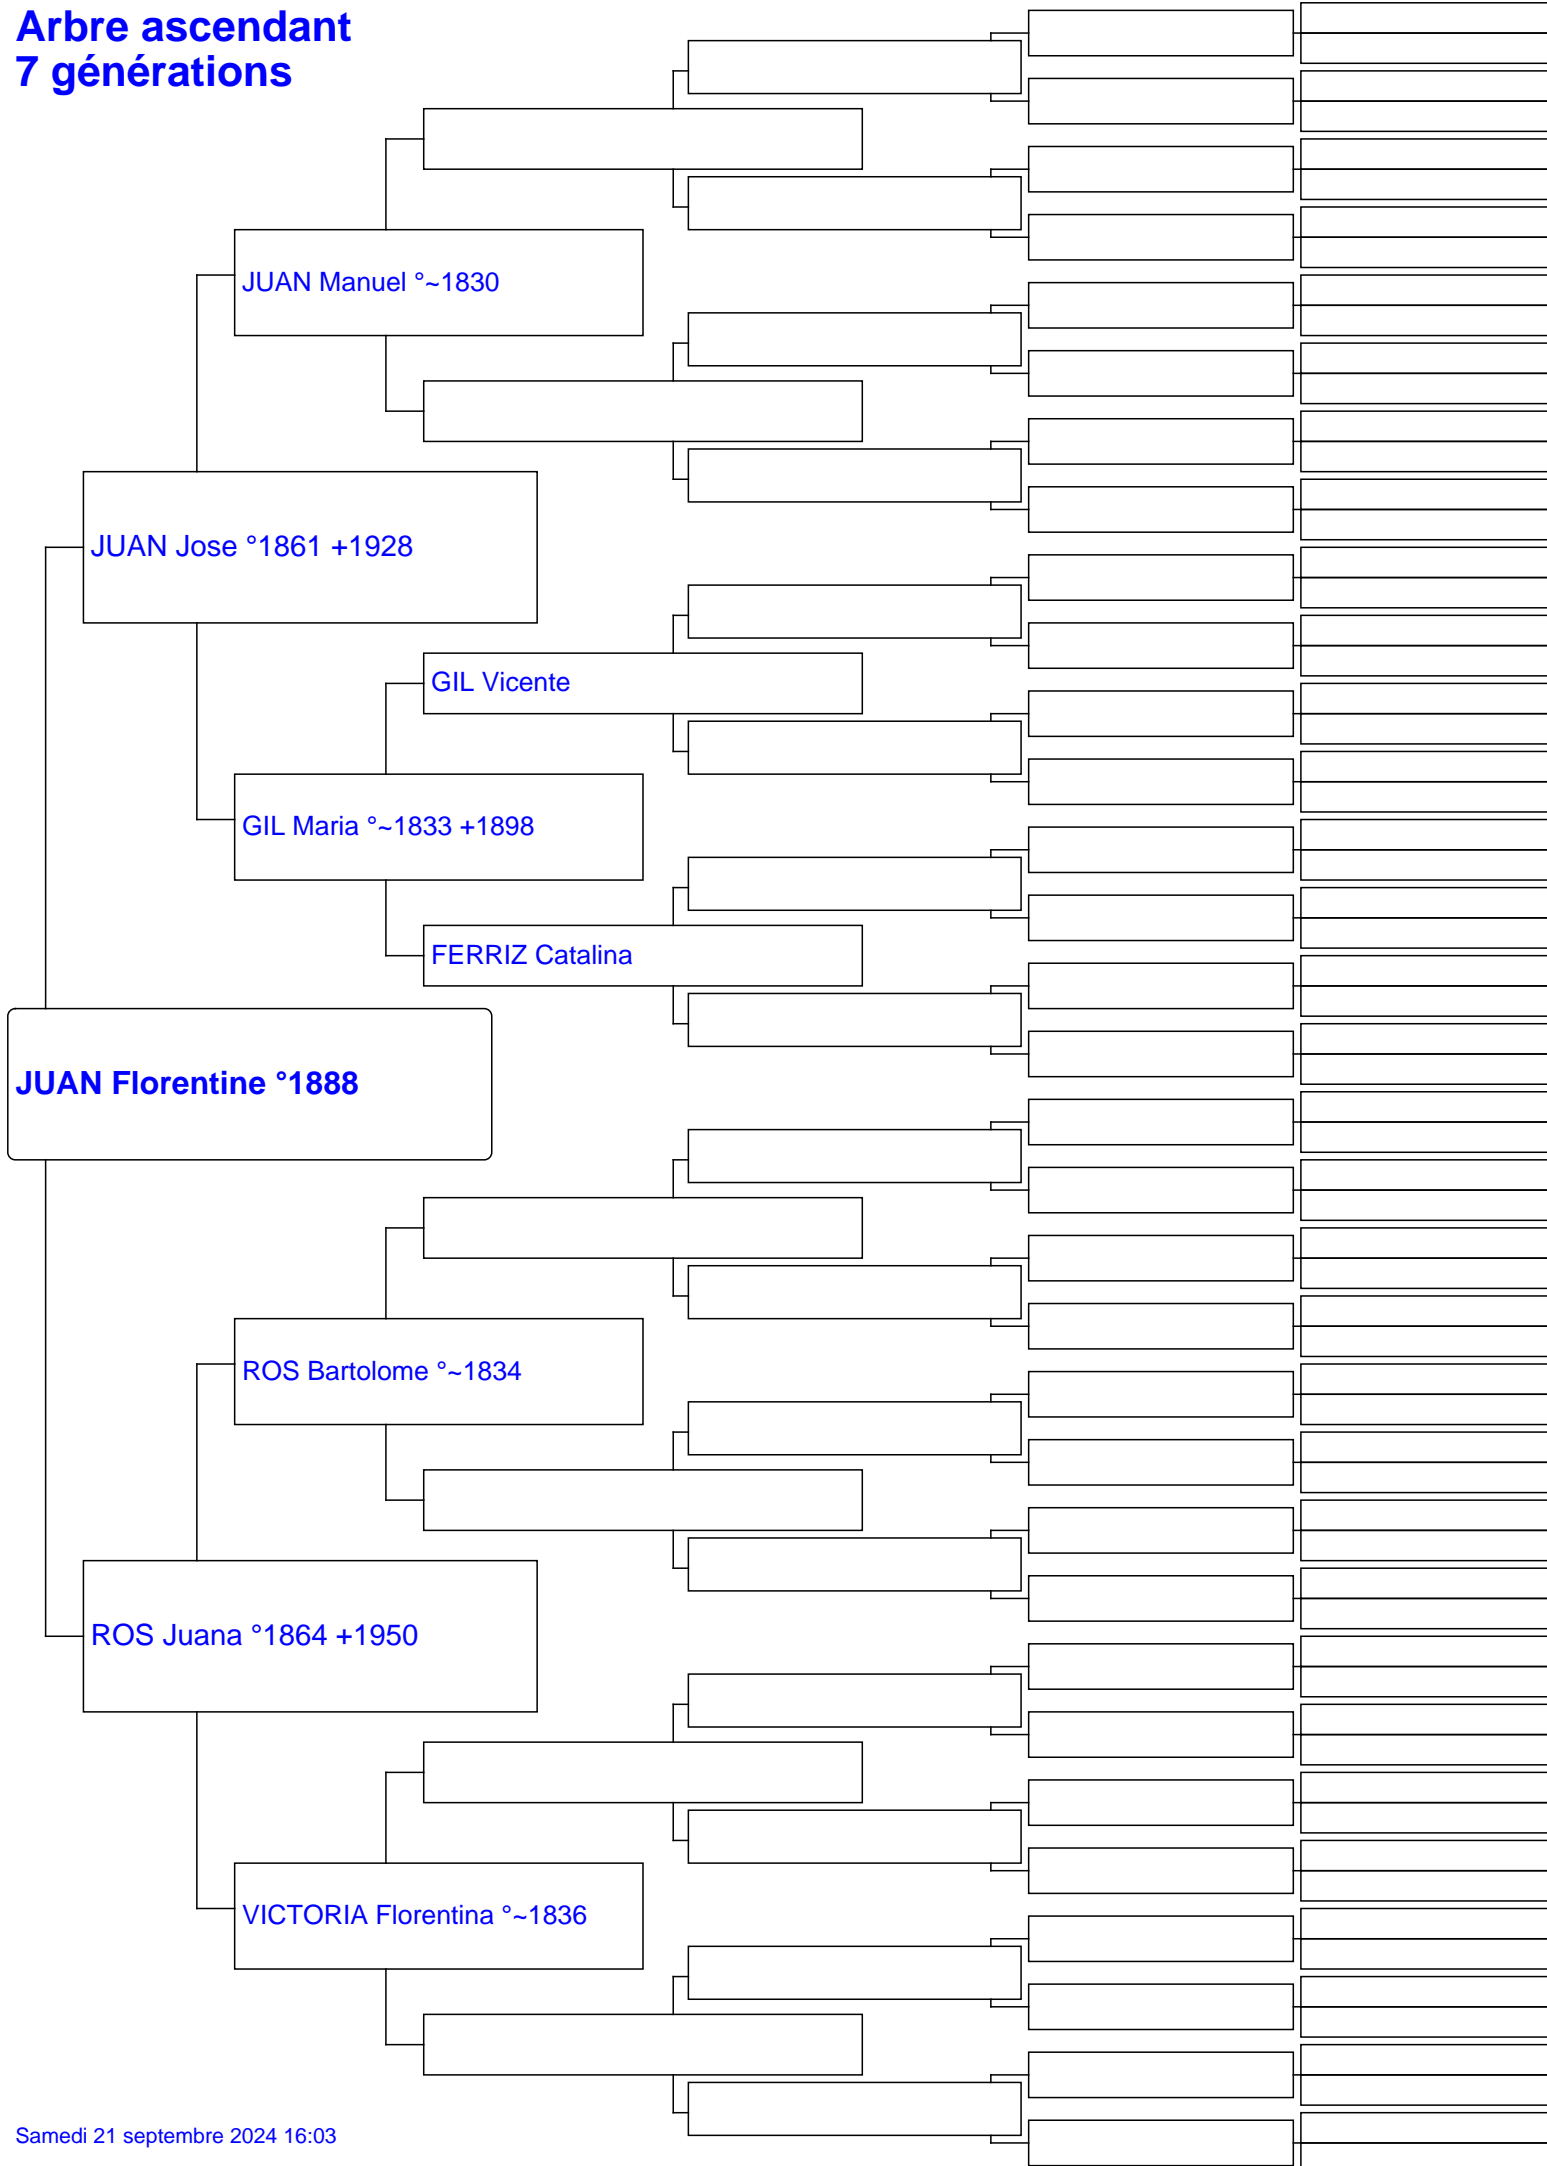 Arbre ascendant
7 générations
JUAN Manuel °~1830
JUAN Jose °1861 +1928
GIL Vicente
GIL Maria °~1833 +1898
FERRIZ Catalina
JUAN Florentine °1888
ROS Bartolome °~1834
ROS Juana °1864 +1950
VICTORIA Florentina °~1836
Samedi 21 septembre 2024 16:03